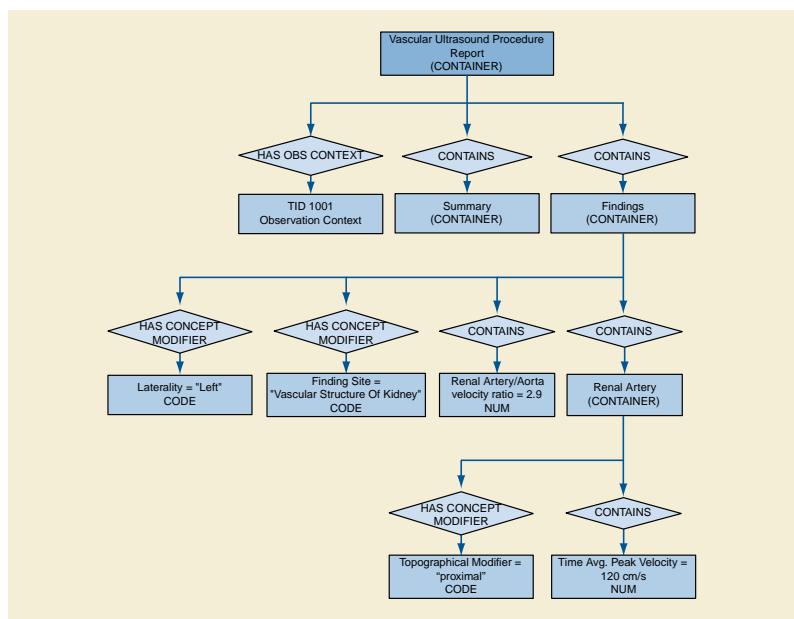 Vascular Ultrasound Procedure
Report
(CONTAINER)
HAS OBS CONTEXT
CONTAINS
CONTAINS
TID 1001
Observation Context
Summary
(CONTAINER)
Findings
(CONTAINER)
HAS CONCEPT
MODIFIER
HAS CONCEPT
MODIFIER
CONTAINS
CONTAINS
Laterality = "Left"
CODE
Finding Site =
"Vascular Structure Of Kidney"
CODE
Renal Artery/Aorta
velocity ratio = 2.9
NUM
Renal Artery
(CONTAINER)
HAS CONCEPT
MODIFIER
CONTAINS
Topographical Modifier =
“proximal”
CODE
Time Avg. Peak Velocity =
120 cm/s
NUM